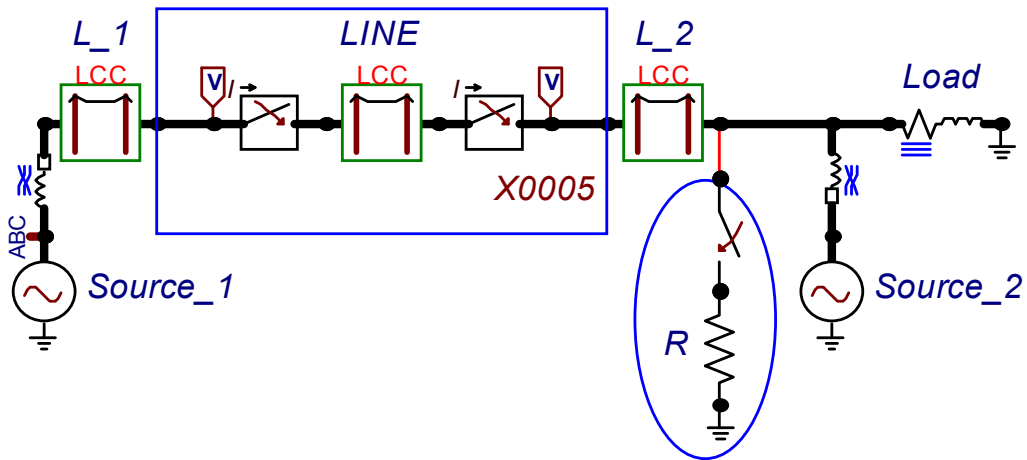 L_1
LINE
L_2
LCC
LCC
LCC
Load
V
I
I
V
X0005
ABC
Source_1
Source_2
R